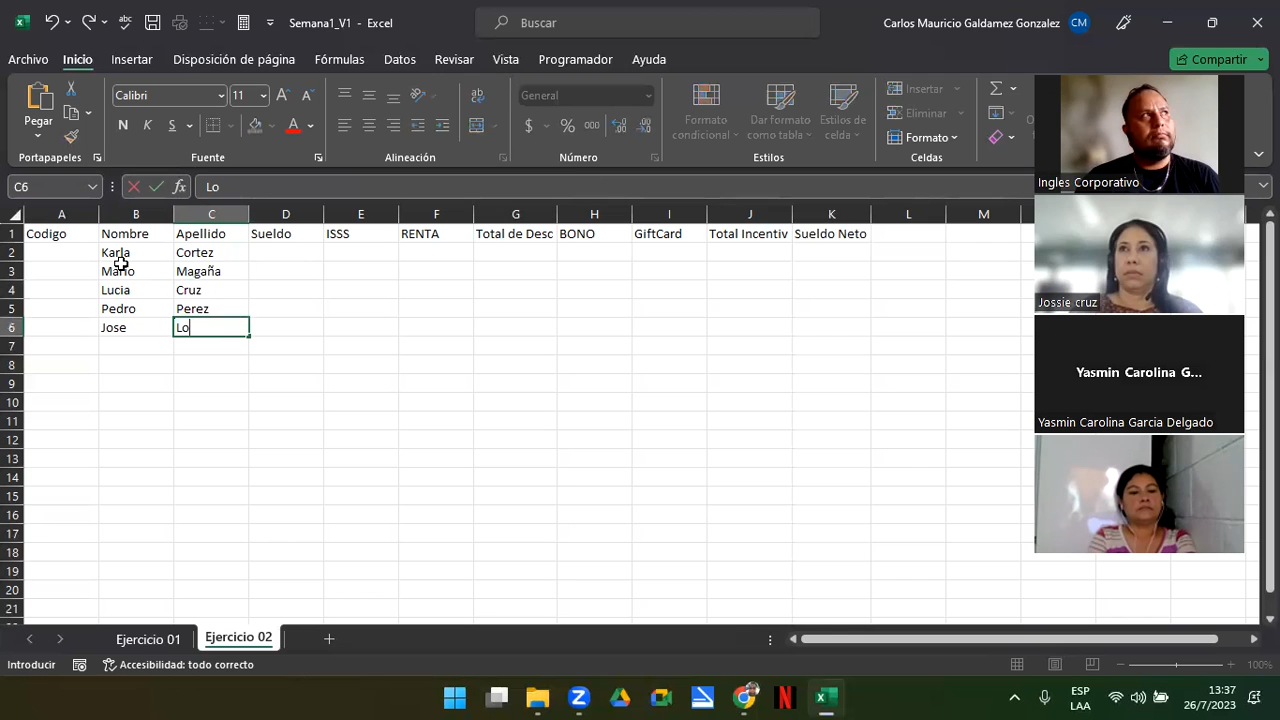 Semana1_V1 - Excel
Buscar
Carlos Mauricio Galdamez Gonzalez
CM
Archivo Inicio Insertar Disposición de página Fórmulas Datos Revisar Vista Programador Ayuda
Compartir
Pegar
Calibri 11
N K S
General
$ % 000
Formato condicional
Dar formato como tabla
Estilos de celda
Insertar
Eliminar
Formato
Portapapeles Fuente Alineación Número Estilos Celdas
C6 fx Lo
A B C D E F G H I J K L M
1 Codigo Nombre Apellido Sueldo ISSS RENTA Total de Desc BONO GiftCard Total Incentiv Sueldo Neto
2 Karla Cortez
3 Mario Magaña
4 Lucia Cruz
5 Pedro Perez
6 Jose Lo
7
8
9
10
11
12
13
14
15
16
17
18
19
20
21
Ingles Corporativo
Jossie cruz
Yasmin Carolina G...
Yasmin Carolina Garcia Delgado
Ejercicio 01 Ejercicio 02
Introducir Accesibilidad: todo correcto 100%
ESP
LAA
13:37
26/7/2023